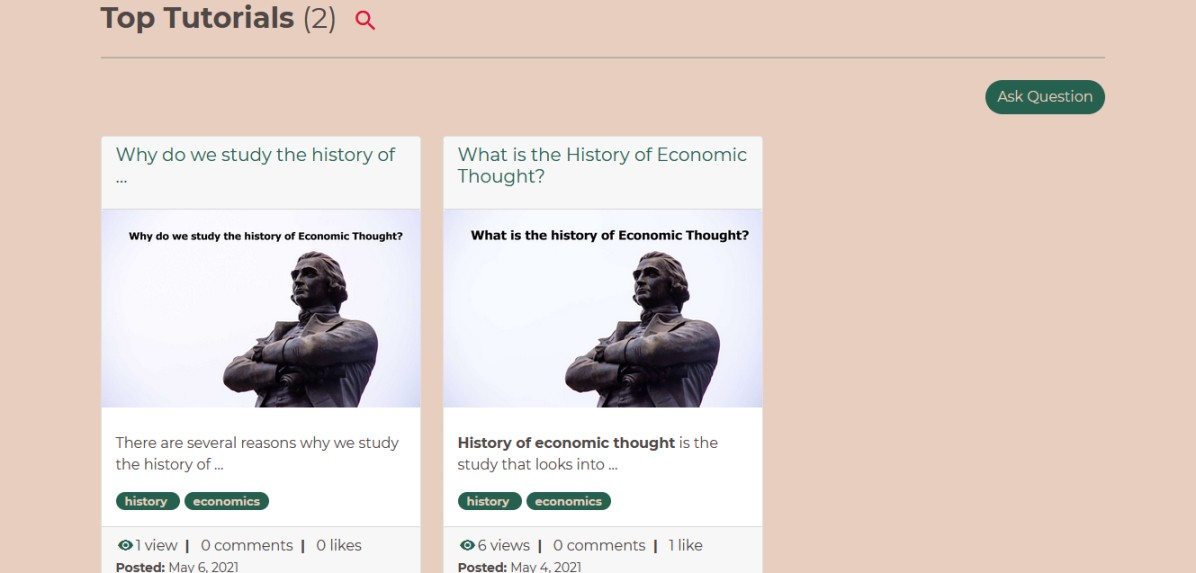 Top Tutorials (2)
Ask Question
Why do we study the history of
...
Why do we study the history of Economic Thought?
There are several reasons why we study
the history of ...
history economics
1 view | 0 comments | 0 likes
Posted: May 6, 2021
What is the History of Economic
Thought?
What is the history of Economic Thought?
History of economic thought is the
study that looks into ...
history economics
6 views | 0 comments | 1 like
Posted: May 4, 2021